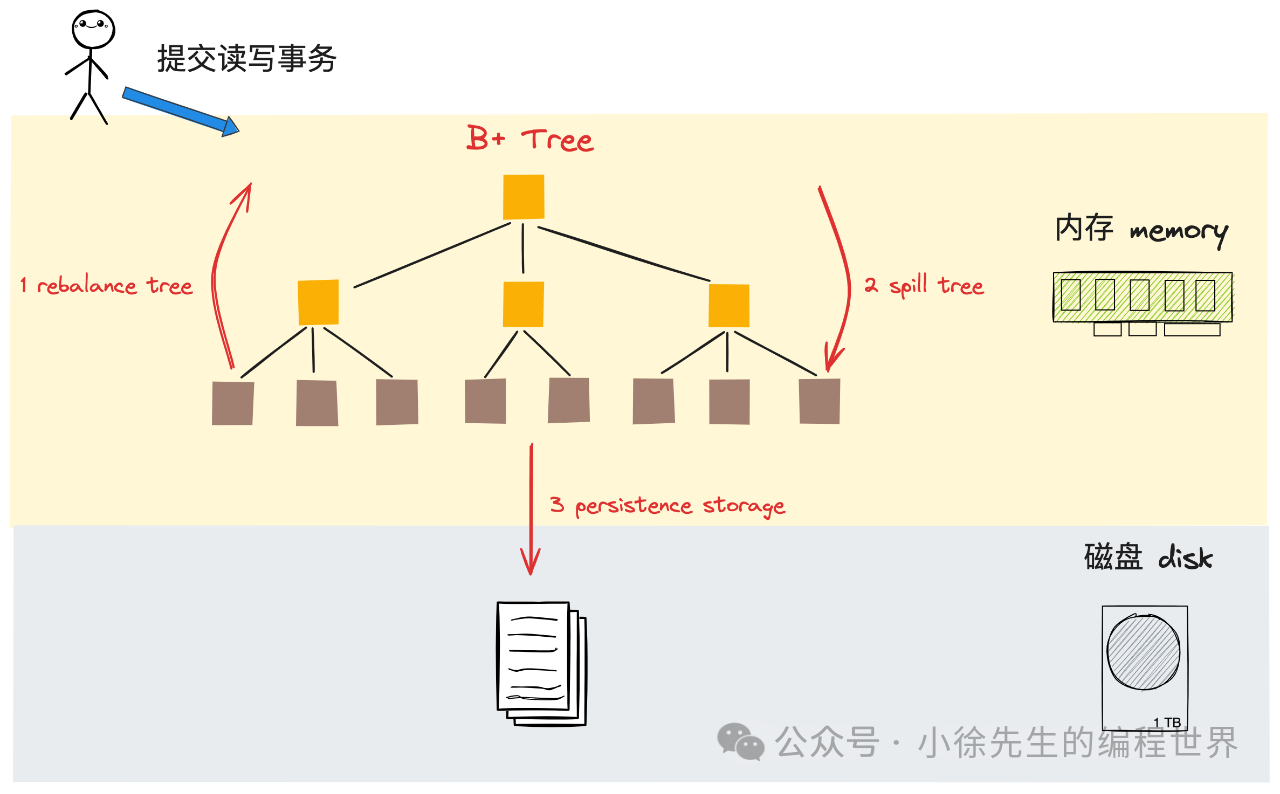 提交读写事务
B+ Tree
内存 memory
1 rebalance tree
2 spill tree
3 persistence storage
磁盘 disk
1 TB
公众号 · 小徐先生的编程世界